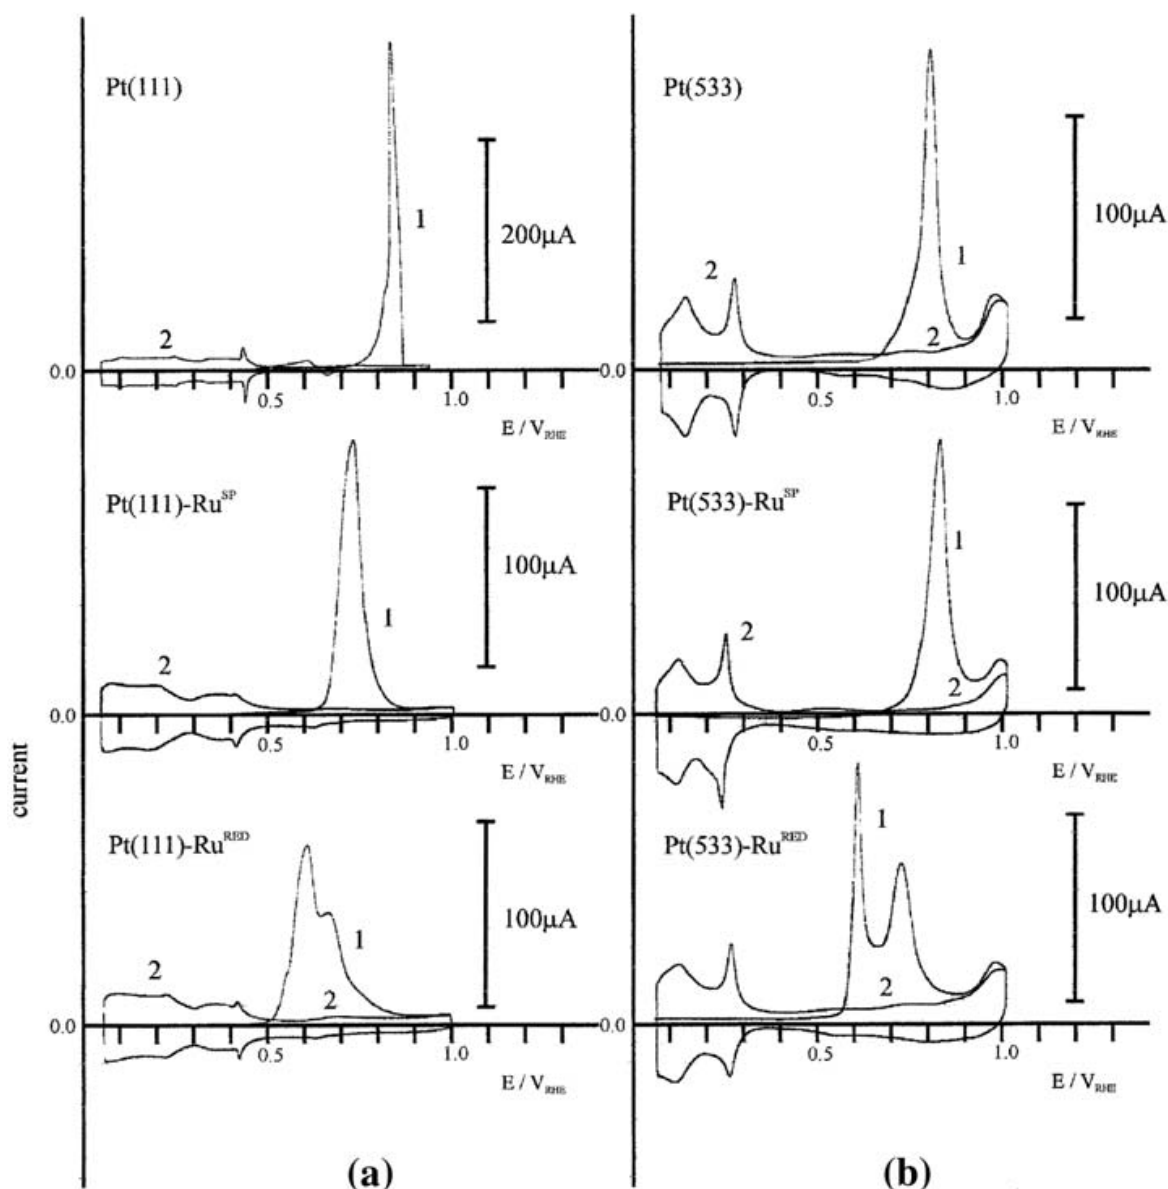 Pt(111)
1
200μA
2
0.0
0.5
1.0
E / V_RHE
Pt(111)-Ru^SP
100μA
1
2
0.0
0.5
1.0
E / V_RHE
Pt(111)-Ru^RED
100μA
1
2
2
0.0
0.5
1.0
E / V_RHE
current
(a)
Pt(533)
100μA
1
2
2
0.0
0.5
1.0
E / V_RHE
Pt(533)-Ru^SP
1
100μA
2
2
0.0
0.5
1.0
E / V_RHE
Pt(533)-Ru^RED
1
100μA
2
0.0
0.5
1.0
E / V_RHE
(b)